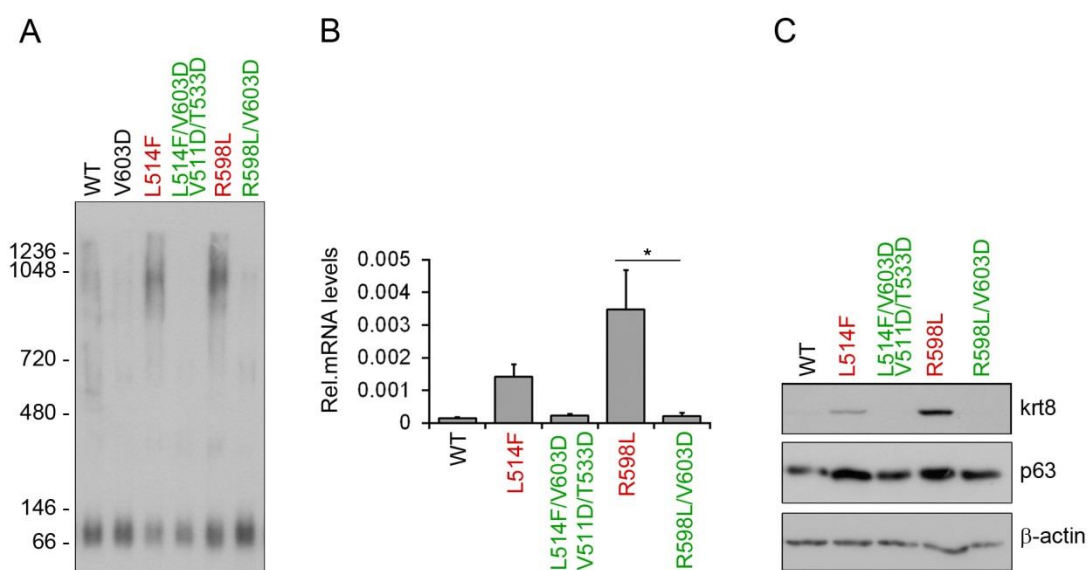 A
WT
V603D
L514F
L514F/V603D
V511D/T533D
R598L
R598L/V603D
1236 -
1048 -
720 -
480 -
146 -
66 -
B
Rel.mRNA levels
0.005
0.004
0.003
0.002
0.001
0
*
WT
L514F
L514F/V603D
V511D/T533D
R598L
R598L/V603D
C
WT
L514F
L514F/V603D
V511D/T533D
R598L
R598L/V603D
krt8
p63
β-actin